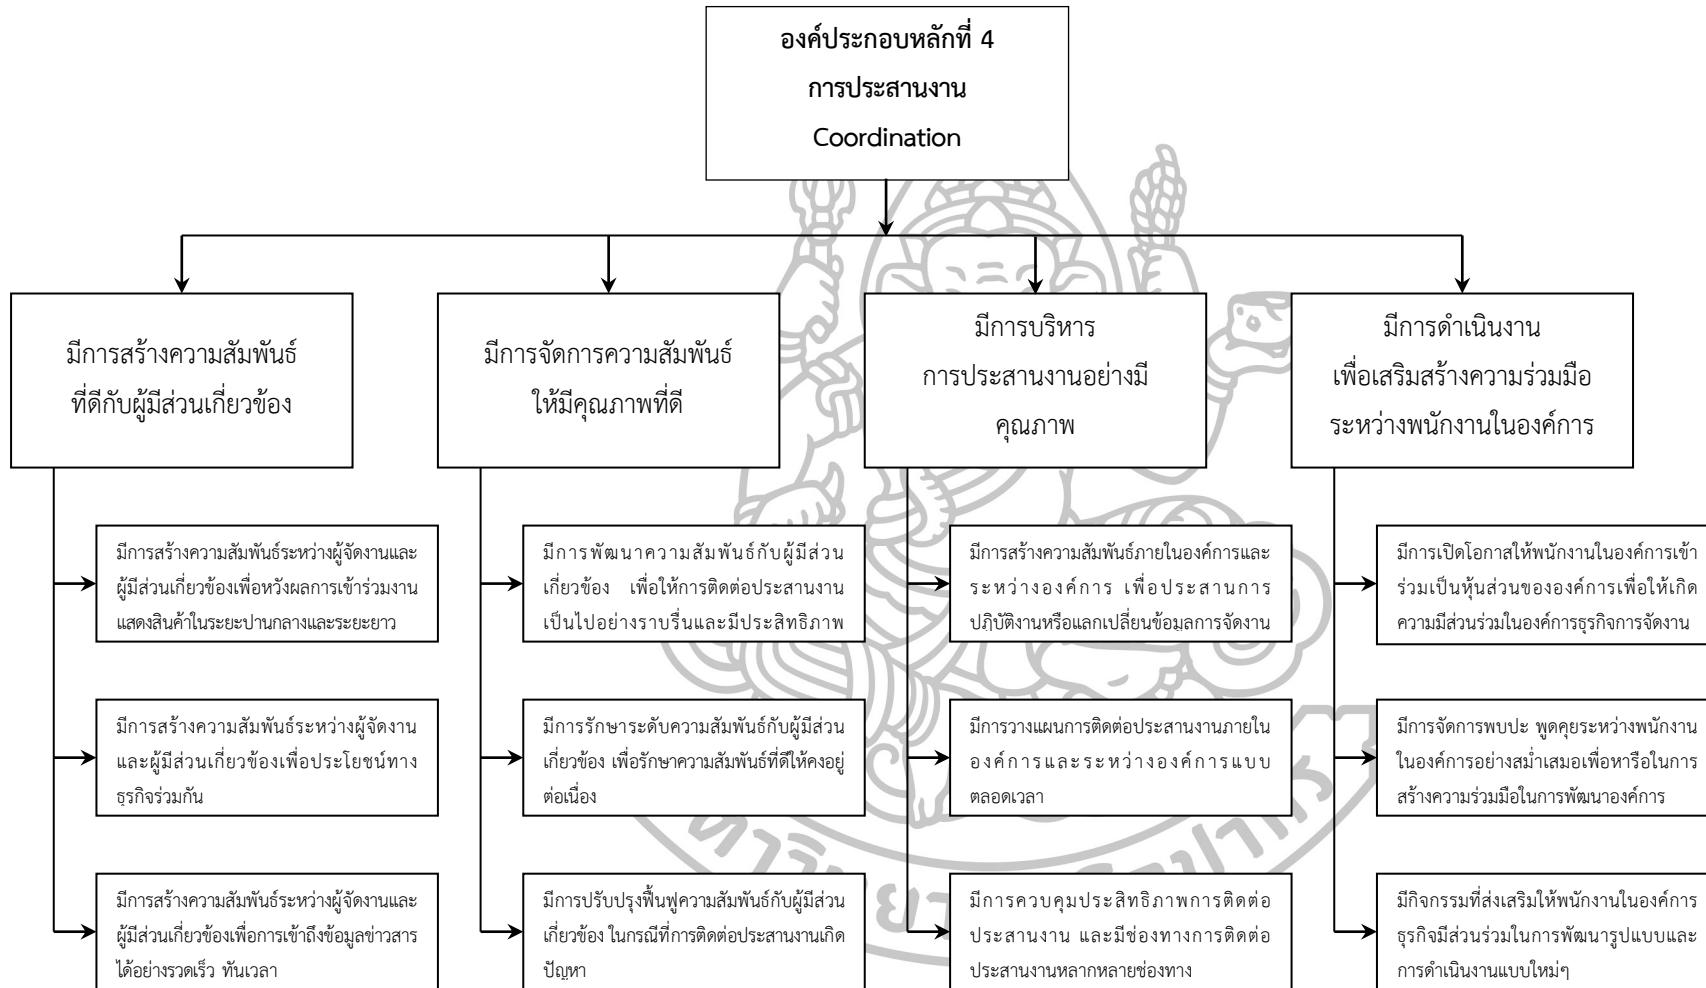 องค์ประกอบหลักที่ 4
การประสานงาน
Coordination
มีการสร้างความสัมพันธ์
ที่ดีกับผู้มีส่วนเกี่ยวข้อง
มีการจัดการความสัมพันธ์
ให้มีคุณภาพที่ดี
มีการบริหาร
การประสานงานอย่างมี
คุณภาพ
มีการดำเนินงาน
เพื่อเสริมสร้างความร่วมมือ
ระหว่างพนักงานในองค์การ
มีการสร้างความสัมพันธ์ระหว่างผู้จัดงานและ
ผู้มีส่วนเกี่ยวข้องเพื่อหวังผลการเข้าร่วมงาน
แสดงสินค้าในระยะปานกลางและระยะยาว
มีการพัฒนาความสัมพันธ์กับผู้มีส่วน
เกี่ยวข้อง เพื่อให้การติดต่อประสานงาน
เป็นไปอย่างราบรื่นและมีประสิทธิภาพ
มีการสร้างความสัมพันธ์ภายในองค์การและ
ระหว่างองค์การ เพื่อประสานการ
ปฏิบัติงานหรือแลกเปลี่ยนข้อมูลการจัดงาน
มีการเปิดโอกาสให้พนักงานในองค์การเข้า
ร่วมเป็นหุ้นส่วนขององค์การเพื่อให้เกิด
ความมีส่วนร่วมในองค์การธุรกิจการจัดงาน
มีการสร้างความสัมพันธ์ระหว่างผู้จัดงาน
และผู้มีส่วนเกี่ยวข้องเพื่อประโยชน์ทาง
ธุรกิจร่วมกัน
มีการรักษาระดับความสัมพันธ์กับผู้มีส่วน
เกี่ยวข้อง เพื่อรักษาความสัมพันธ์ที่ดีให้คงอยู่
ต่อเนื่อง
มีการวางแผนการติดต่อประสานงานภายใน
องค์การและระหว่างองค์การแบบ
ตลอดเวลา
มีการจัดการพบปะ พูดคุยระหว่างพนักงาน
ในองค์การอย่างสม่ำเสมอเพื่อหารือในการ
สร้างความร่วมมือในการพัฒนาองค์การ
มีการสร้างความสัมพันธ์ระหว่างผู้จัดงานและ
ผู้มีส่วนเกี่ยวข้องเพื่อการเข้าถึงข้อมูลข่าวสาร
ได้อย่างรวดเร็ว ทันเวลา
มีการปรับปรุงฟื้นฟูความสัมพันธ์กับผู้มีส่วน
เกี่ยวข้อง ในกรณีที่การติดต่อประสานงานเกิด
ปัญหา
มีการควบคุมประสิทธิภาพการติดต่อ
ประสานงาน และมีช่องทางการติดต่อ
ประสานงานหลากหลายช่องทาง
มีกิจกรรมที่ส่งเสริมให้พนักงานในองค์การ
ธุรกิจมีส่วนร่วมในการพัฒนารูปแบบและ
การดำเนินงานแบบใหม่ๆ